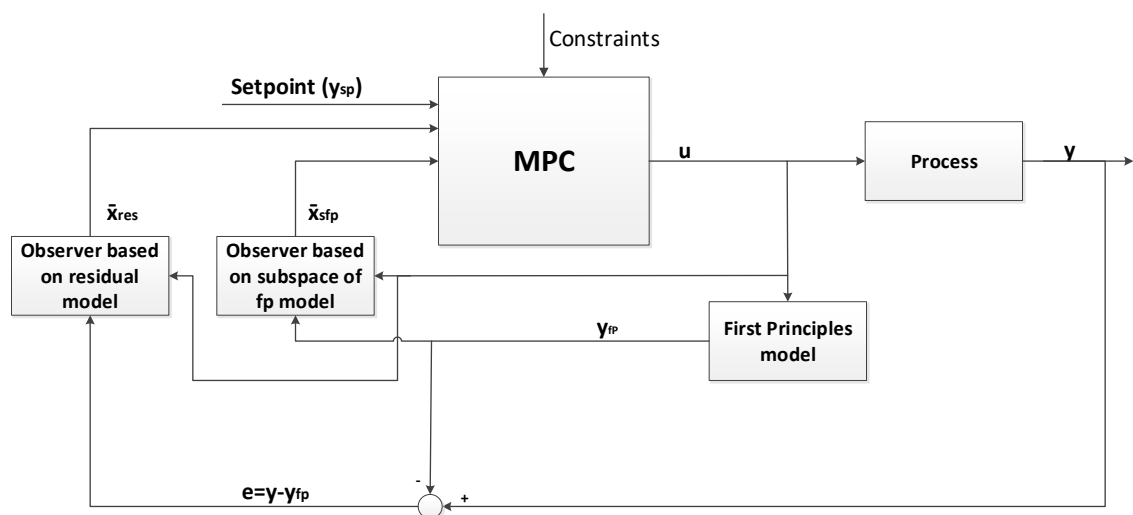 Constraints
Setpoint (ysp)
MPC
u
Process
y
x̄res
x̄sfp
Observer based
on residual
model
Observer based
on subspace of
fp model
yfP
First Principles
model
-
e=y-yfp
+